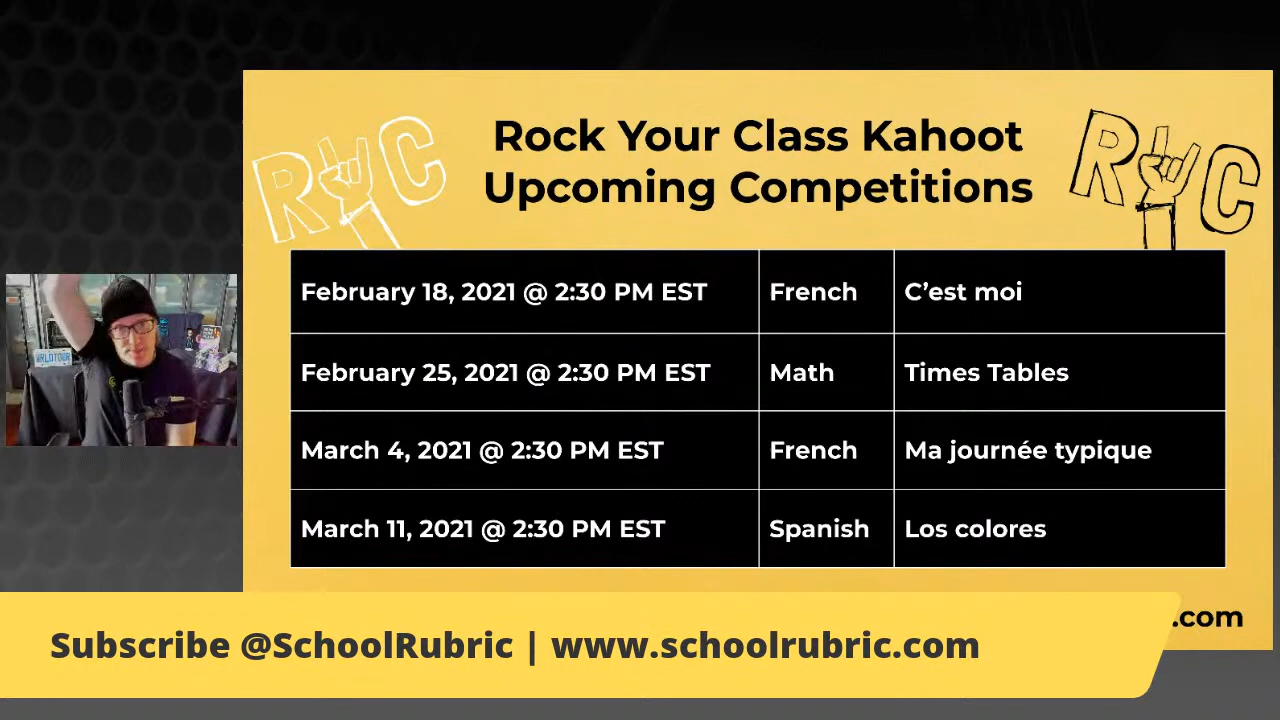 Rock Your Class Kahoot
Upcoming Competitions
R C
R C
February 18, 2021 @ 2:30 PM EST French C’est moi
February 25, 2021 @ 2:30 PM EST Math Times Tables
March 4, 2021 @ 2:30 PM EST French Ma journée typique
March 11, 2021 @ 2:30 PM EST Spanish Los colores
WRLDTOUR
.com
Subscribe @SchoolRubric | www.schoolrubric.com